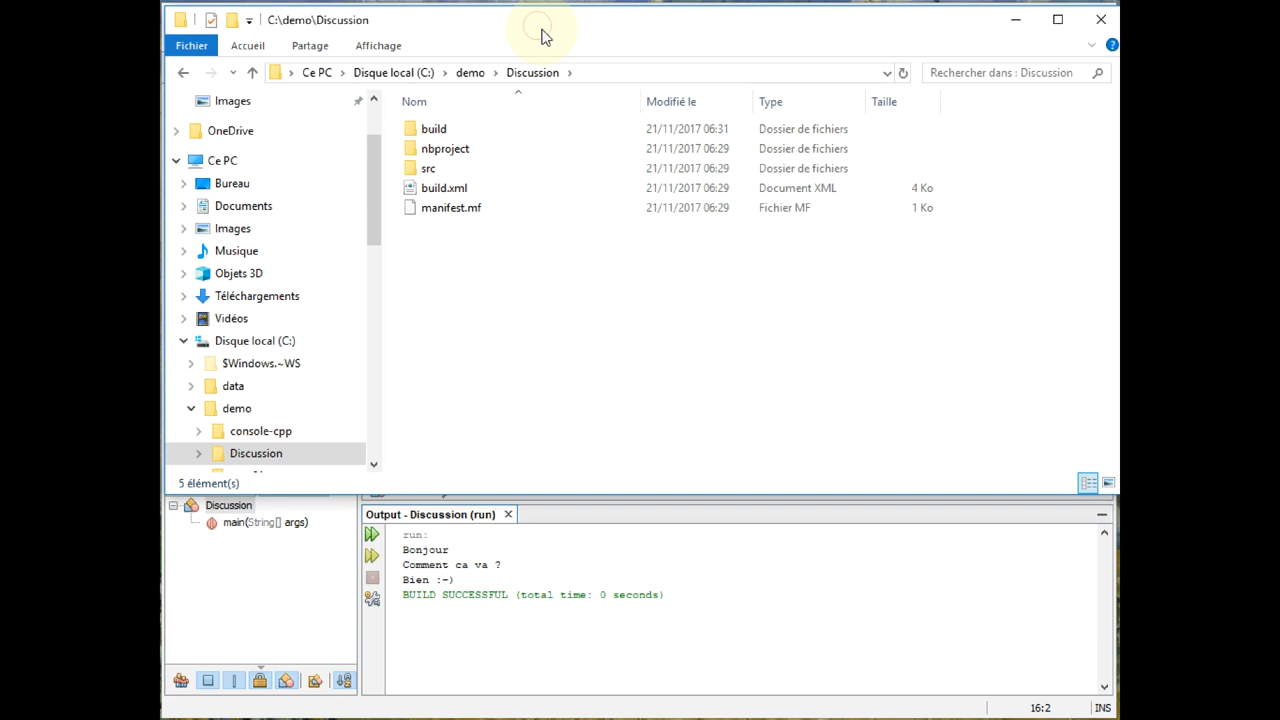 C:\demo\Discussion
Fichier Accueil Partage Affichage
Ce PC Disque local (C:) demo Discussion
Rechercher dans : Discussion
Nom Modifié le Type Taille
build 21/11/2017 06:31 Dossier de fichiers
nbproject 21/11/2017 06:29 Dossier de fichiers
src 21/11/2017 06:29 Dossier de fichiers
build.xml 21/11/2017 06:29 Document XML 4 Ko
manifest.mf 21/11/2017 06:29 Fichier MF 1 Ko
Images
OneDrive
Ce PC
Bureau
Documents
Images
Musique
Objets 3D
Téléchargements
Vidéos
Disque local (C:)
$Windows.~WS
data
demo
console-cpp
Discussion
5 élément(s)
Discussion
main(String[] args)
Output - Discussion (run)
run:
Bonjour
Comment ca va ?
Bien :-)
BUILD SUCCESSFUL (total time: 0 seconds)
16:2 INS